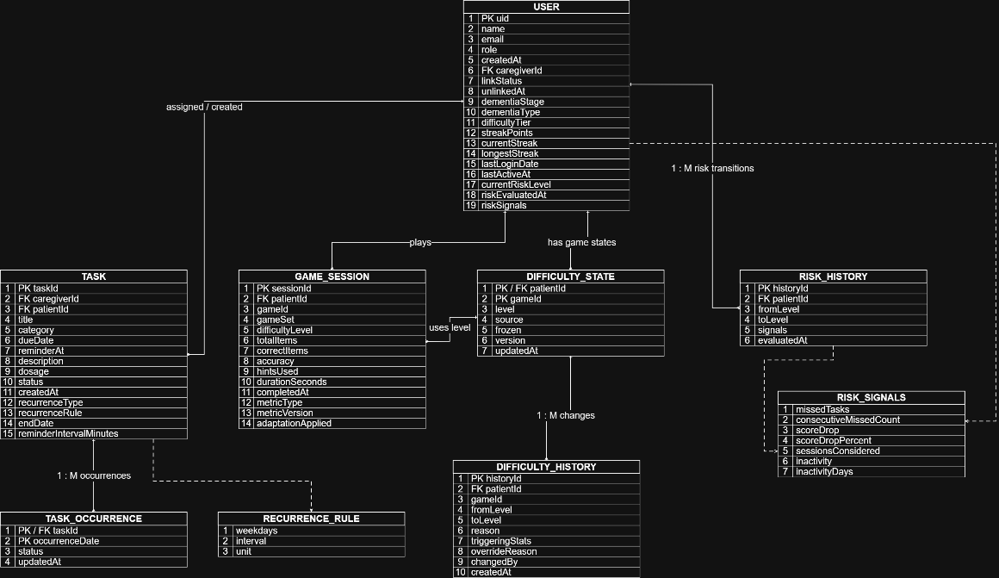 USER
1 PK uid
2 name
3 email
4 role
5 createdAt
6 FK caregiverId
7 linkStatus
8 unlinkedAt
9 dementiaStage
10 dementiaType
11 difficultyTier
12 streakPoints
13 currentStreak
14 longestStreak
15 lastLoginDate
16 lastActiveAt
17 currentRiskLevel
18 riskEvaluatedAt
19 riskSignals
assigned / created
1 : M risk transitions
plays
has game states
TASK
1 PK taskId
2 FK caregiverId
3 FK patientId
4 title
5 category
6 dueDate
7 reminderAt
8 description
9 dosage
10 status
11 createdAt
12 recurrenceType
13 recurrenceRule
14 endDate
15 reminderIntervalMinutes
GAME_SESSION
1 PK sessionId
2 FK patientId
3 gameId
4 gameSet
5 difficultyLevel
6 totalItems
7 correctItems
8 accuracy
9 hintsUsed
10 durationSeconds
11 completedAt
12 metricType
13 metricVersion
14 adaptationApplied
uses level
DIFFICULTY_STATE
1 PK / FK patientId
2 PK gameId
3 level
4 source
5 frozen
6 version
7 updatedAt
RISK_HISTORY
1 PK historyId
2 FK patientId
3 fromLevel
4 toLevel
5 signals
6 evaluatedAt
RISK_SIGNALS
1 missedTasks
2 consecutiveMissedCount
3 scoreDrop
4 scoreDropPercent
5 sessionsConsidered
6 inactivity
7 inactivityDays
1 : M changes
1 : M occurrences
TASK_OCCURRENCE
1 PK / FK taskId
2 PK occurrenceDate
3 status
4 updatedAt
RECURRENCE_RULE
1 weekdays
2 interval
3 unit
DIFFICULTY_HISTORY
1 PK historyId
2 FK patientId
3 gameId
4 fromLevel
5 toLevel
6 reason
7 triggeringStats
8 overrideReason
9 changedBy
10 createdAt